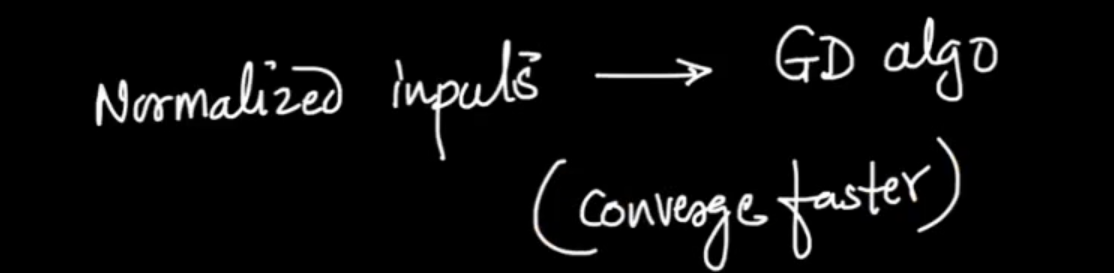 Normalized inputs → GD algo
(converge faster)